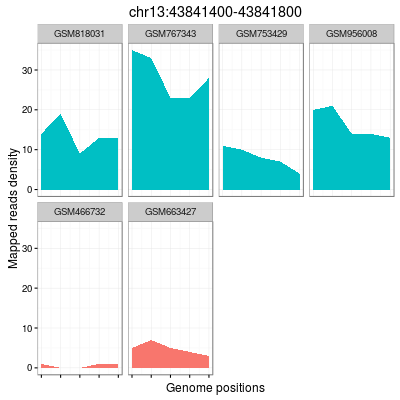 chr13:43841400-43841800
GSM818031 GSM767343 GSM753429 GSM956008
30
20
10
0
GSM466732 GSM663427
30
20
10
0
Mapped reads density
Genome positions